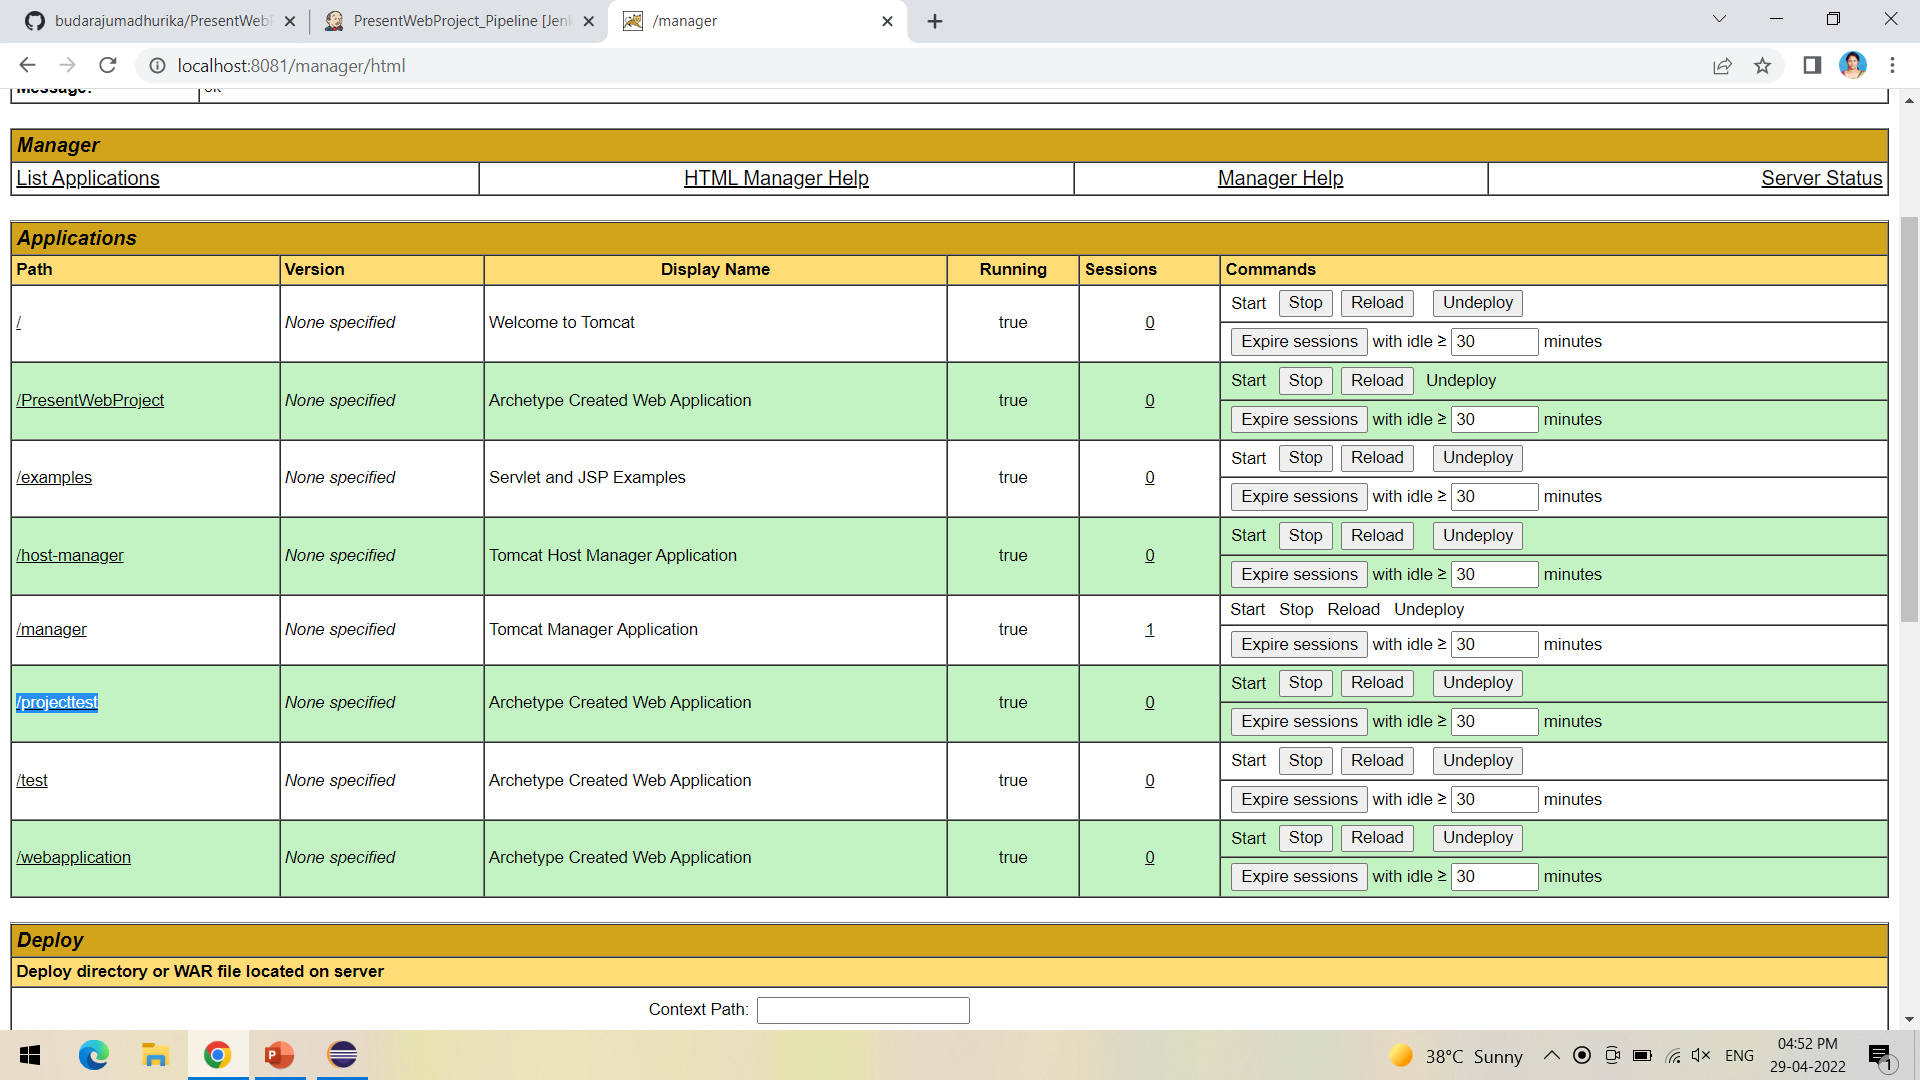 budarajumadhurika/PresentWebP
PresentWebProject_Pipeline [Jenk
/manager
localhost:8081/manager/html
Message:
OK
Manager
List Applications HTML Manager Help Manager Help Server Status
Applications
Path Version Display Name Running Sessions Commands
/ None specified Welcome to Tomcat true 0 Start Stop Reload Undeploy
Expire sessions with idle ≥ 30 minutes
/PresentWebProject None specified Archetype Created Web Application true 0 Start Stop Reload Undeploy
Expire sessions with idle ≥ 30 minutes
/examples None specified Servlet and JSP Examples true 0 Start Stop Reload Undeploy
Expire sessions with idle ≥ 30 minutes
/host-manager None specified Tomcat Host Manager Application true 0 Start Stop Reload Undeploy
Expire sessions with idle ≥ 30 minutes
/manager None specified Tomcat Manager Application true 1 Start Stop Reload Undeploy
Expire sessions with idle ≥ 30 minutes
/projecttest None specified Archetype Created Web Application true 0 Start Stop Reload Undeploy
Expire sessions with idle ≥ 30 minutes
/test None specified Archetype Created Web Application true 0 Start Stop Reload Undeploy
Expire sessions with idle ≥ 30 minutes
/webapplication None specified Archetype Created Web Application true 0 Start Stop Reload Undeploy
Expire sessions with idle ≥ 30 minutes
Deploy
Deploy directory or WAR file located on server
Context Path:
38°C Sunny
ENG
04:52 PM
29-04-2022
1